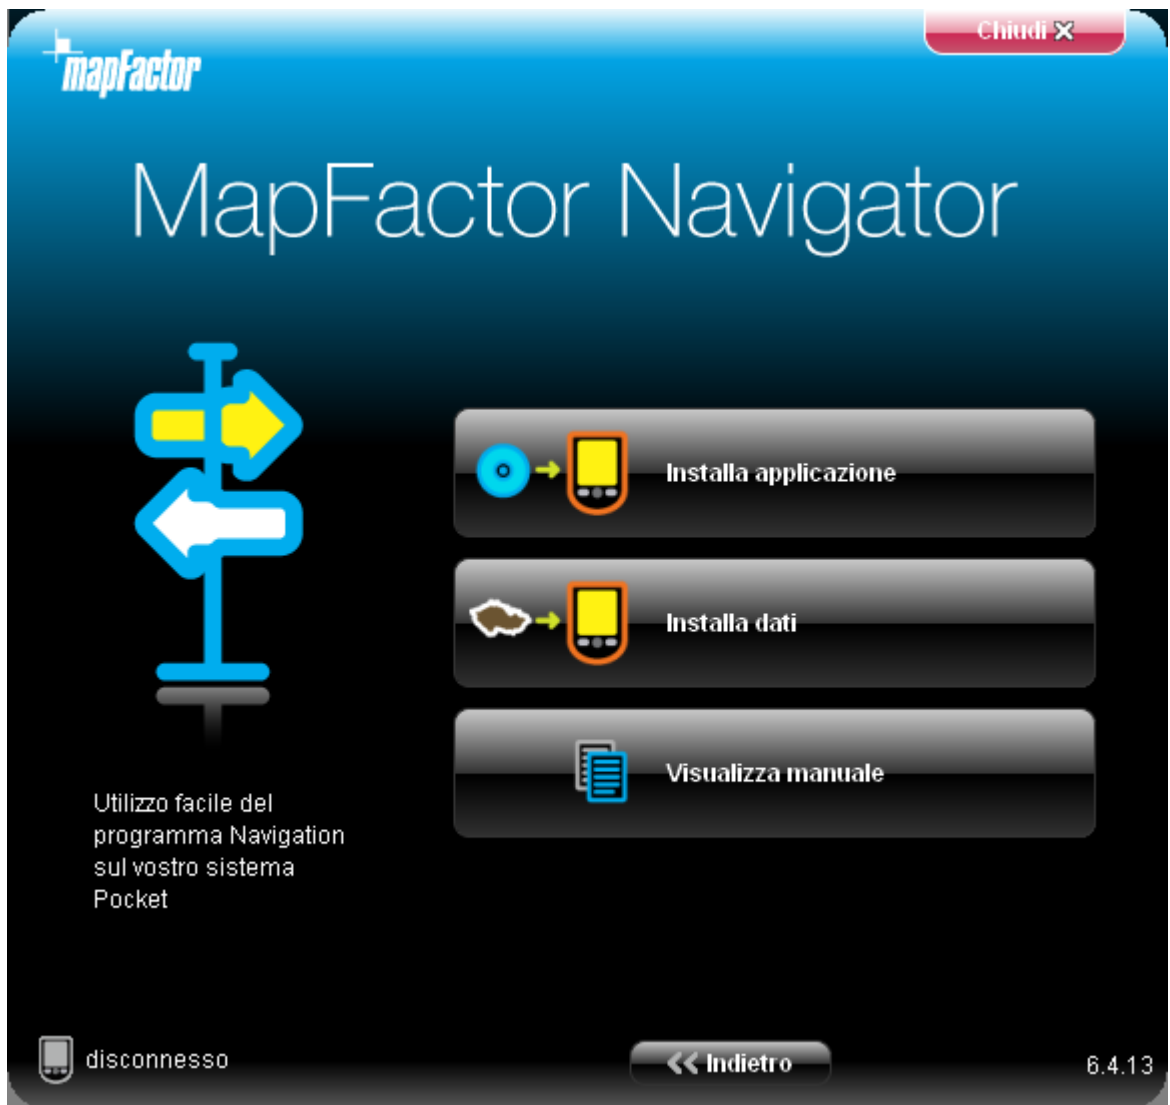 Chiudi
mapfactor
MapFactor Navigator
Installa applicazione
Installa dati
Visualizza manuale
Utilizzo facile del
programma Navigation
sul vostro sistema
Pocket
disconnesso
Indietro
6.4.13